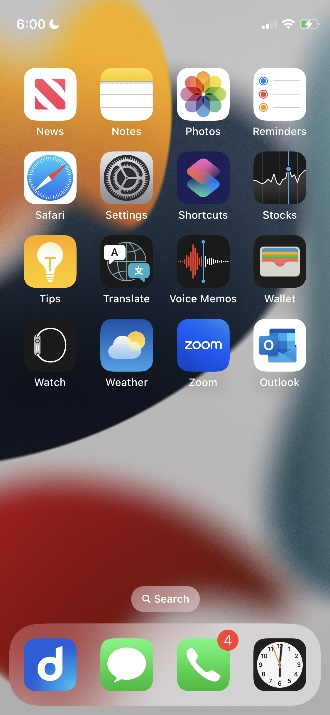 6:00
News Notes Photos Reminders
Safari Settings Shortcuts Stocks
A
文
Tips Translate Voice Memos Wallet
zoom
O
Watch Weather Zoom Outlook
Search
4
d